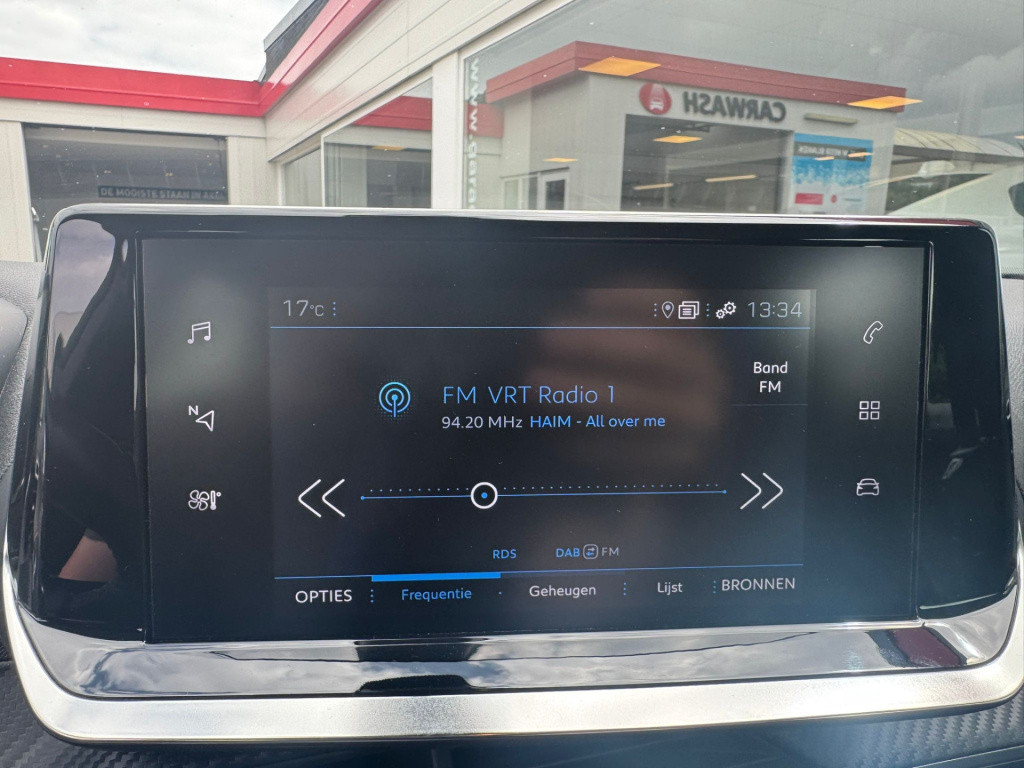 CARWASH
DE MOOISTE STAAN IN AXEL
17°C
13:34
Band
FM
FM VRT Radio 1
94.20 MHz HAIM - All over me
RDS
DAB FM
N
OPTIES
Frequentie
Geheugen
Lijst
BRONNEN